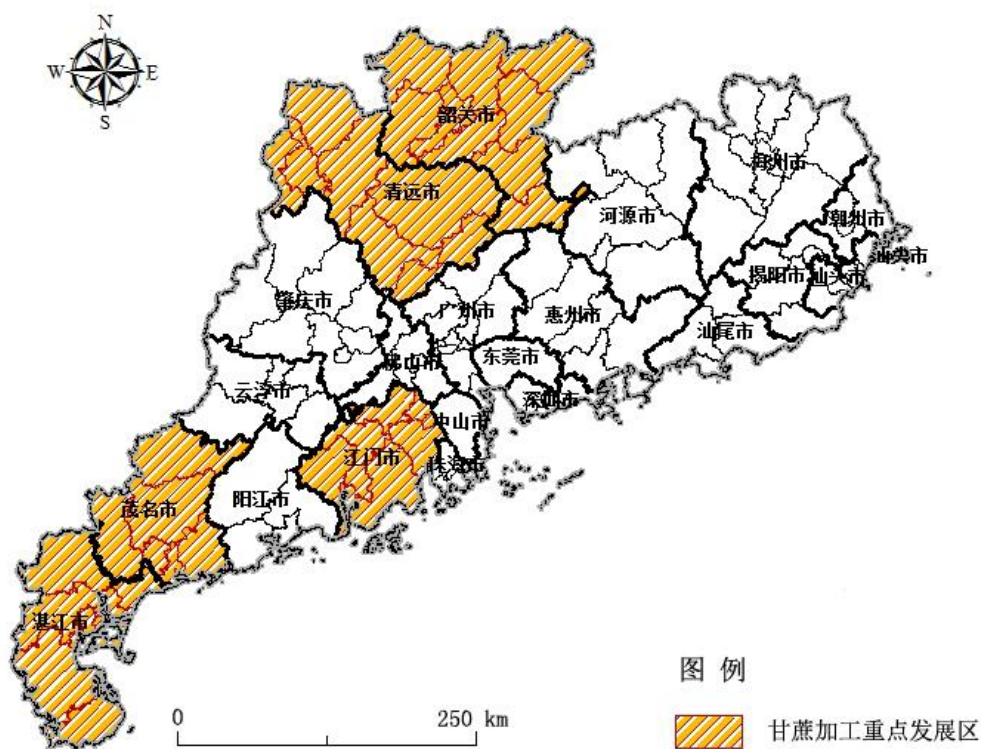 N
W E
S
韶关市
梅州市
清远市
河源市
潮州市
汕头市
揭阳市
汕头市
肇庆市
广州市
惠州市
汕尾市
佛山市
东莞市
云浮市
深圳市
中山市
江门市
珠海市
阳江市
茂名市
湛江市
图 例
0 250 km
甘蔗加工重点发展区